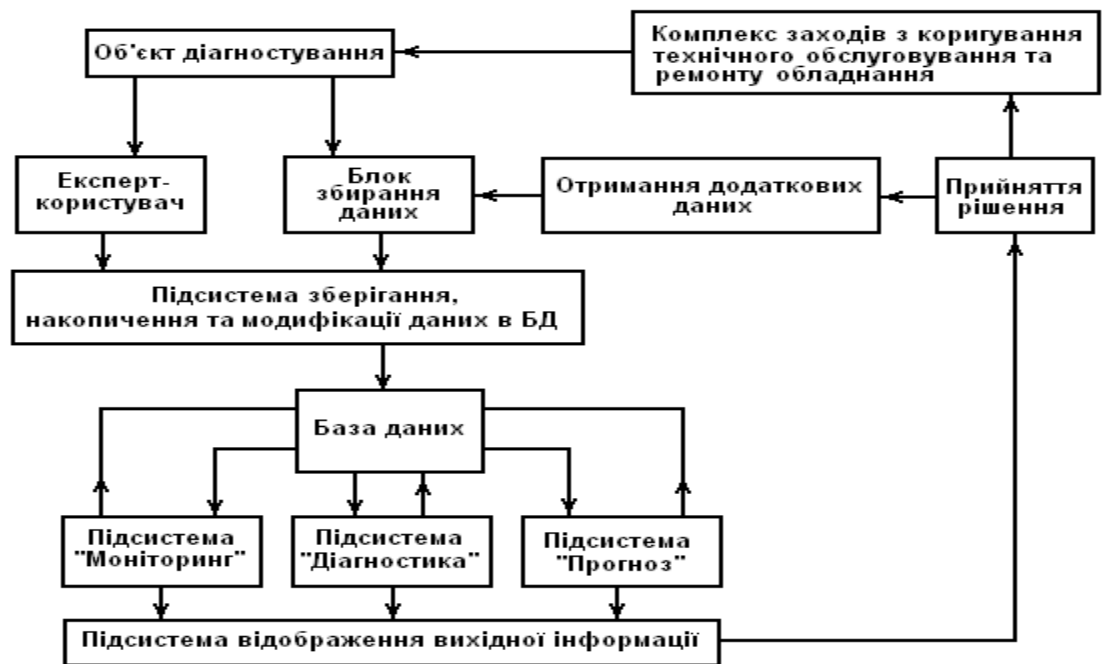 Об'єкт діагностування
Комплекс заходів з коригування
технічного обслуговування та
ремонту обладнання
Експерт-
користувач
Блок
збирання
даних
Отримання додаткових
даних
Прийняття
рішення
Підсистема зберігання,
накопичення та модифікації даних в БД
База даних
Підсистема
"Моніторинг"
Підсистема
"Діагностика"
Підсистема
"Прогноз"
Підсистема відображення вихідної інформації